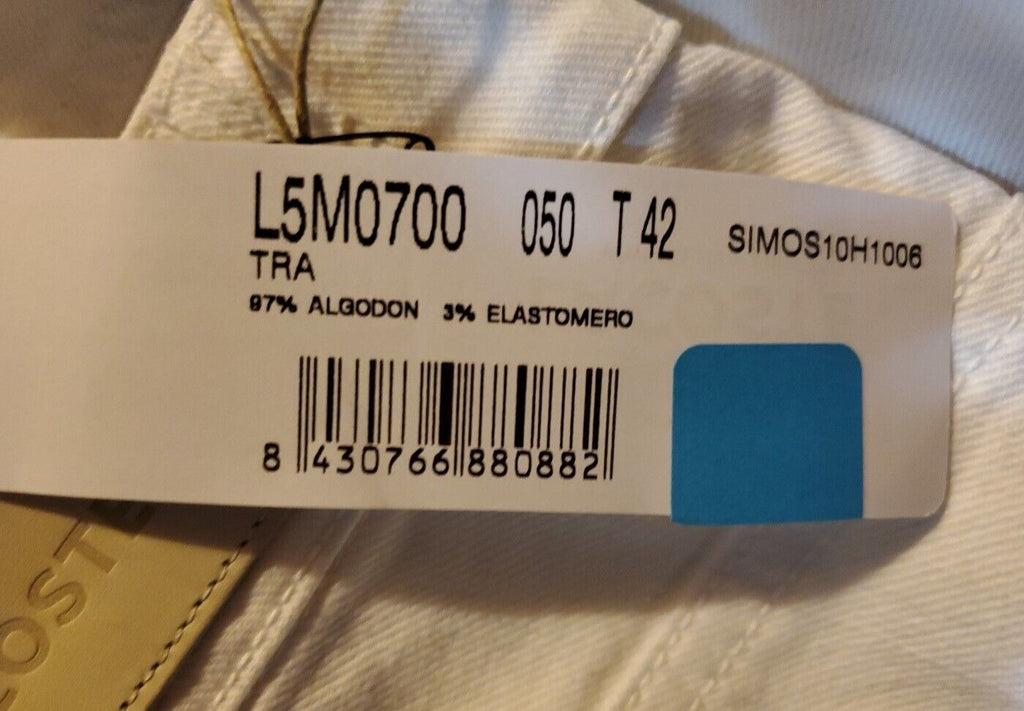 L5M0700 050 T 42 SIMOS10H1006
TRA
97% ALGODON 3% ELASTOMERO
8 430766 880882